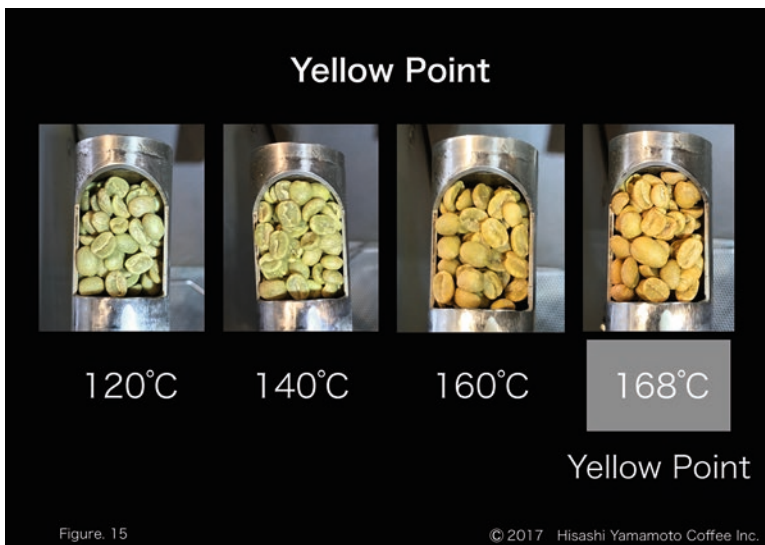 Yellow Point
120℃
140℃
160℃
168℃
Yellow Point
Figure. 15
© 2017 Hisashi Yamamoto Coffee Inc.